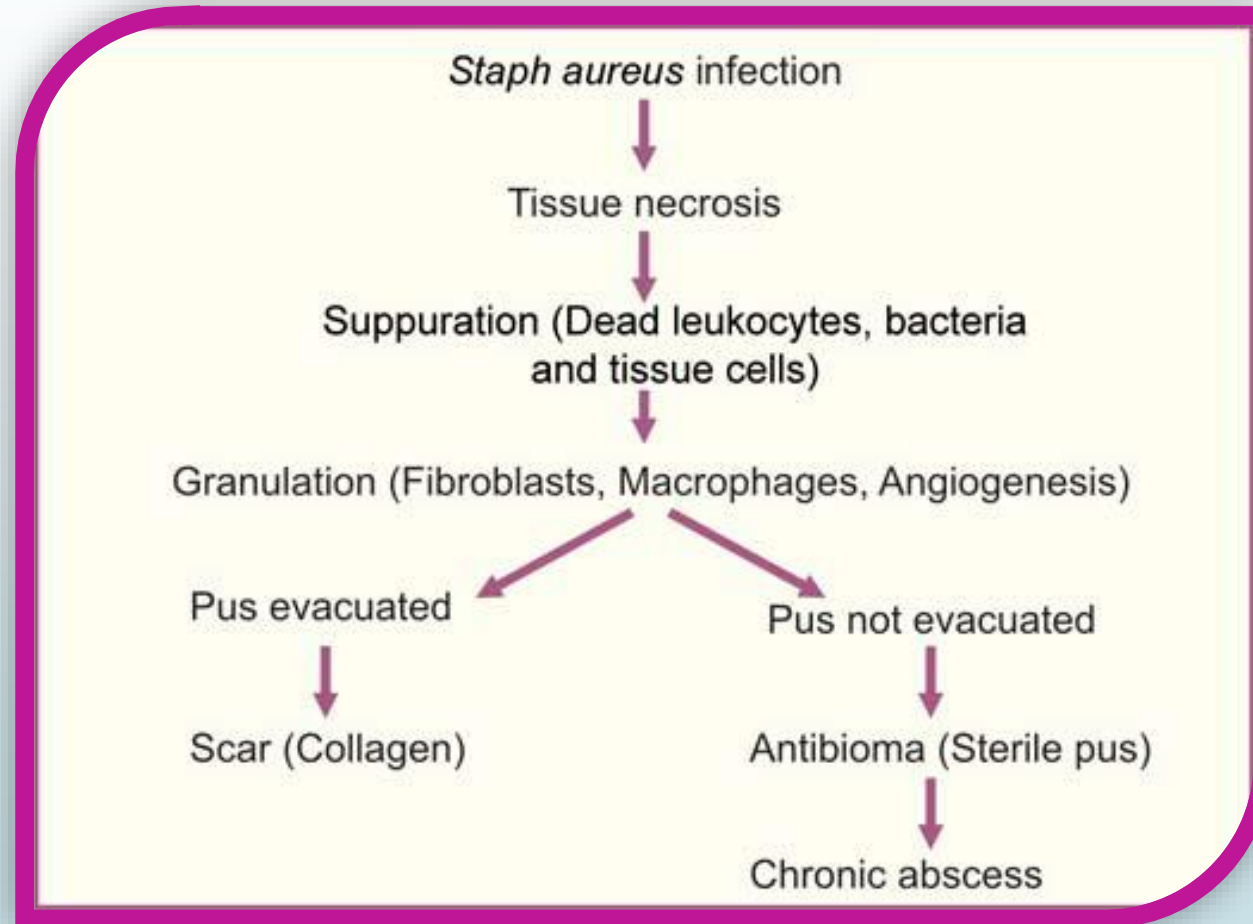 Staph aureus infection
Tissue necrosis
Suppuration (Dead leukocytes, bacteria
and tissue cells)
Granulation (Fibroblasts, Macrophages, Angiogenesis)
Pus evacuated
Pus not evacuated
Scar (Collagen)
Antibioma (Sterile pus)
Chronic abscess